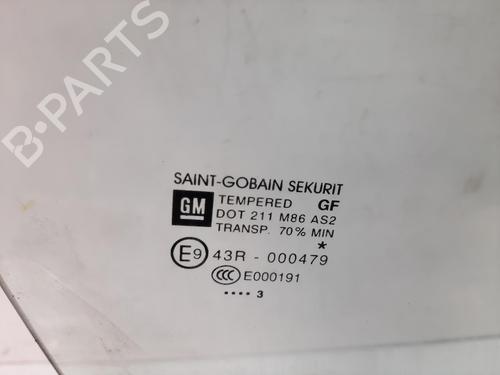 B-PARTS
SAINT-GOBAIN SEKURIT
GM TEMPERED GF
DOT 211 M86 AS2
TRANSP. 70% MIN
*
E9 43R - 000479
CCC E000191
•••• 3